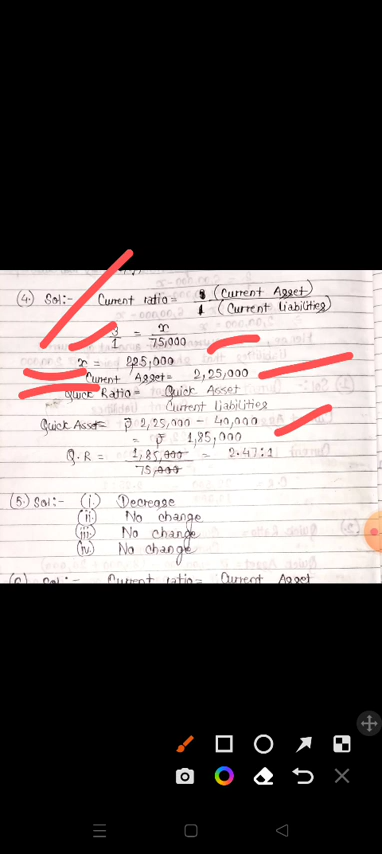 (4.) Sol:- Current ratio = 3 (Current Asset)
1 (Current liabilities)
3/1 = x/75,000
x = 225,000
Current Asset = 2,25,000
Quick Ratio = Quick Asset
Current liabilities
Quick Asset = 2,25,000 - 40,000
= 1,85,000
Q.R = 1,85,000 = 2.47:1
75,000
(5.) Sol:- (i.) Decrease
(ii.) No change
(iii.) No change
(iv.) No change
Sol:- Current ratio = Current Asset